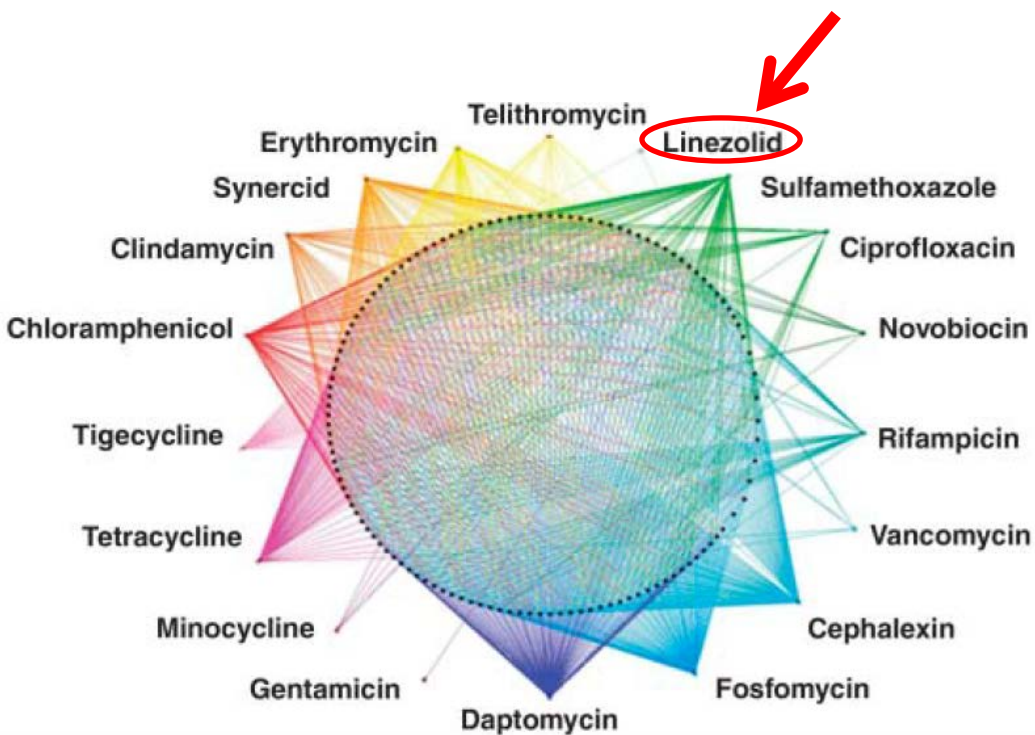 Telithromycin
Linezolid
Erythromycin
Synercid
Sulfamethoxazole
Clindamycin
Ciprofloxacin
Chloramphenicol
Novobiocin
Tigecycline
Rifampicin
Tetracycline
Vancomycin
Minocycline
Cephalexin
Gentamicin
Fosfomycin
Daptomycin